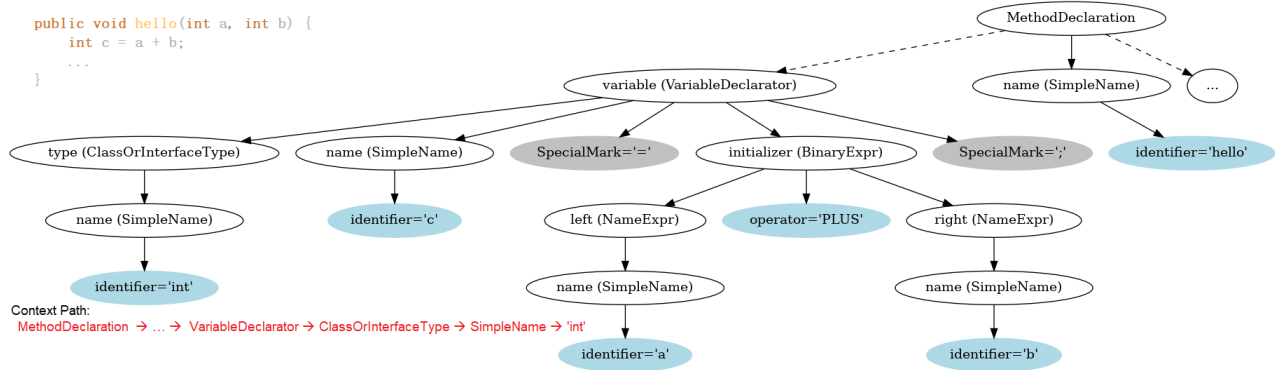 public void hello(int a, int b) {
int c = a + b;
...
}
MethodDeclaration
variable (VariableDeclarator)
name (SimpleName)
...
type (ClassOrInterfaceType)
name (SimpleName)
SpecialMark='='
initializer (BinaryExpr)
SpecialMark=';'
identifier='hello'
name (SimpleName)
identifier='c'
left (NameExpr)
operator='PLUS'
right (NameExpr)
identifier='int'
name (SimpleName)
name (SimpleName)
Context Path:
MethodDeclaration → ... → VariableDeclarator → ClassOrInterfaceType → SimpleName → 'int'
identifier='a'
identifier='b'